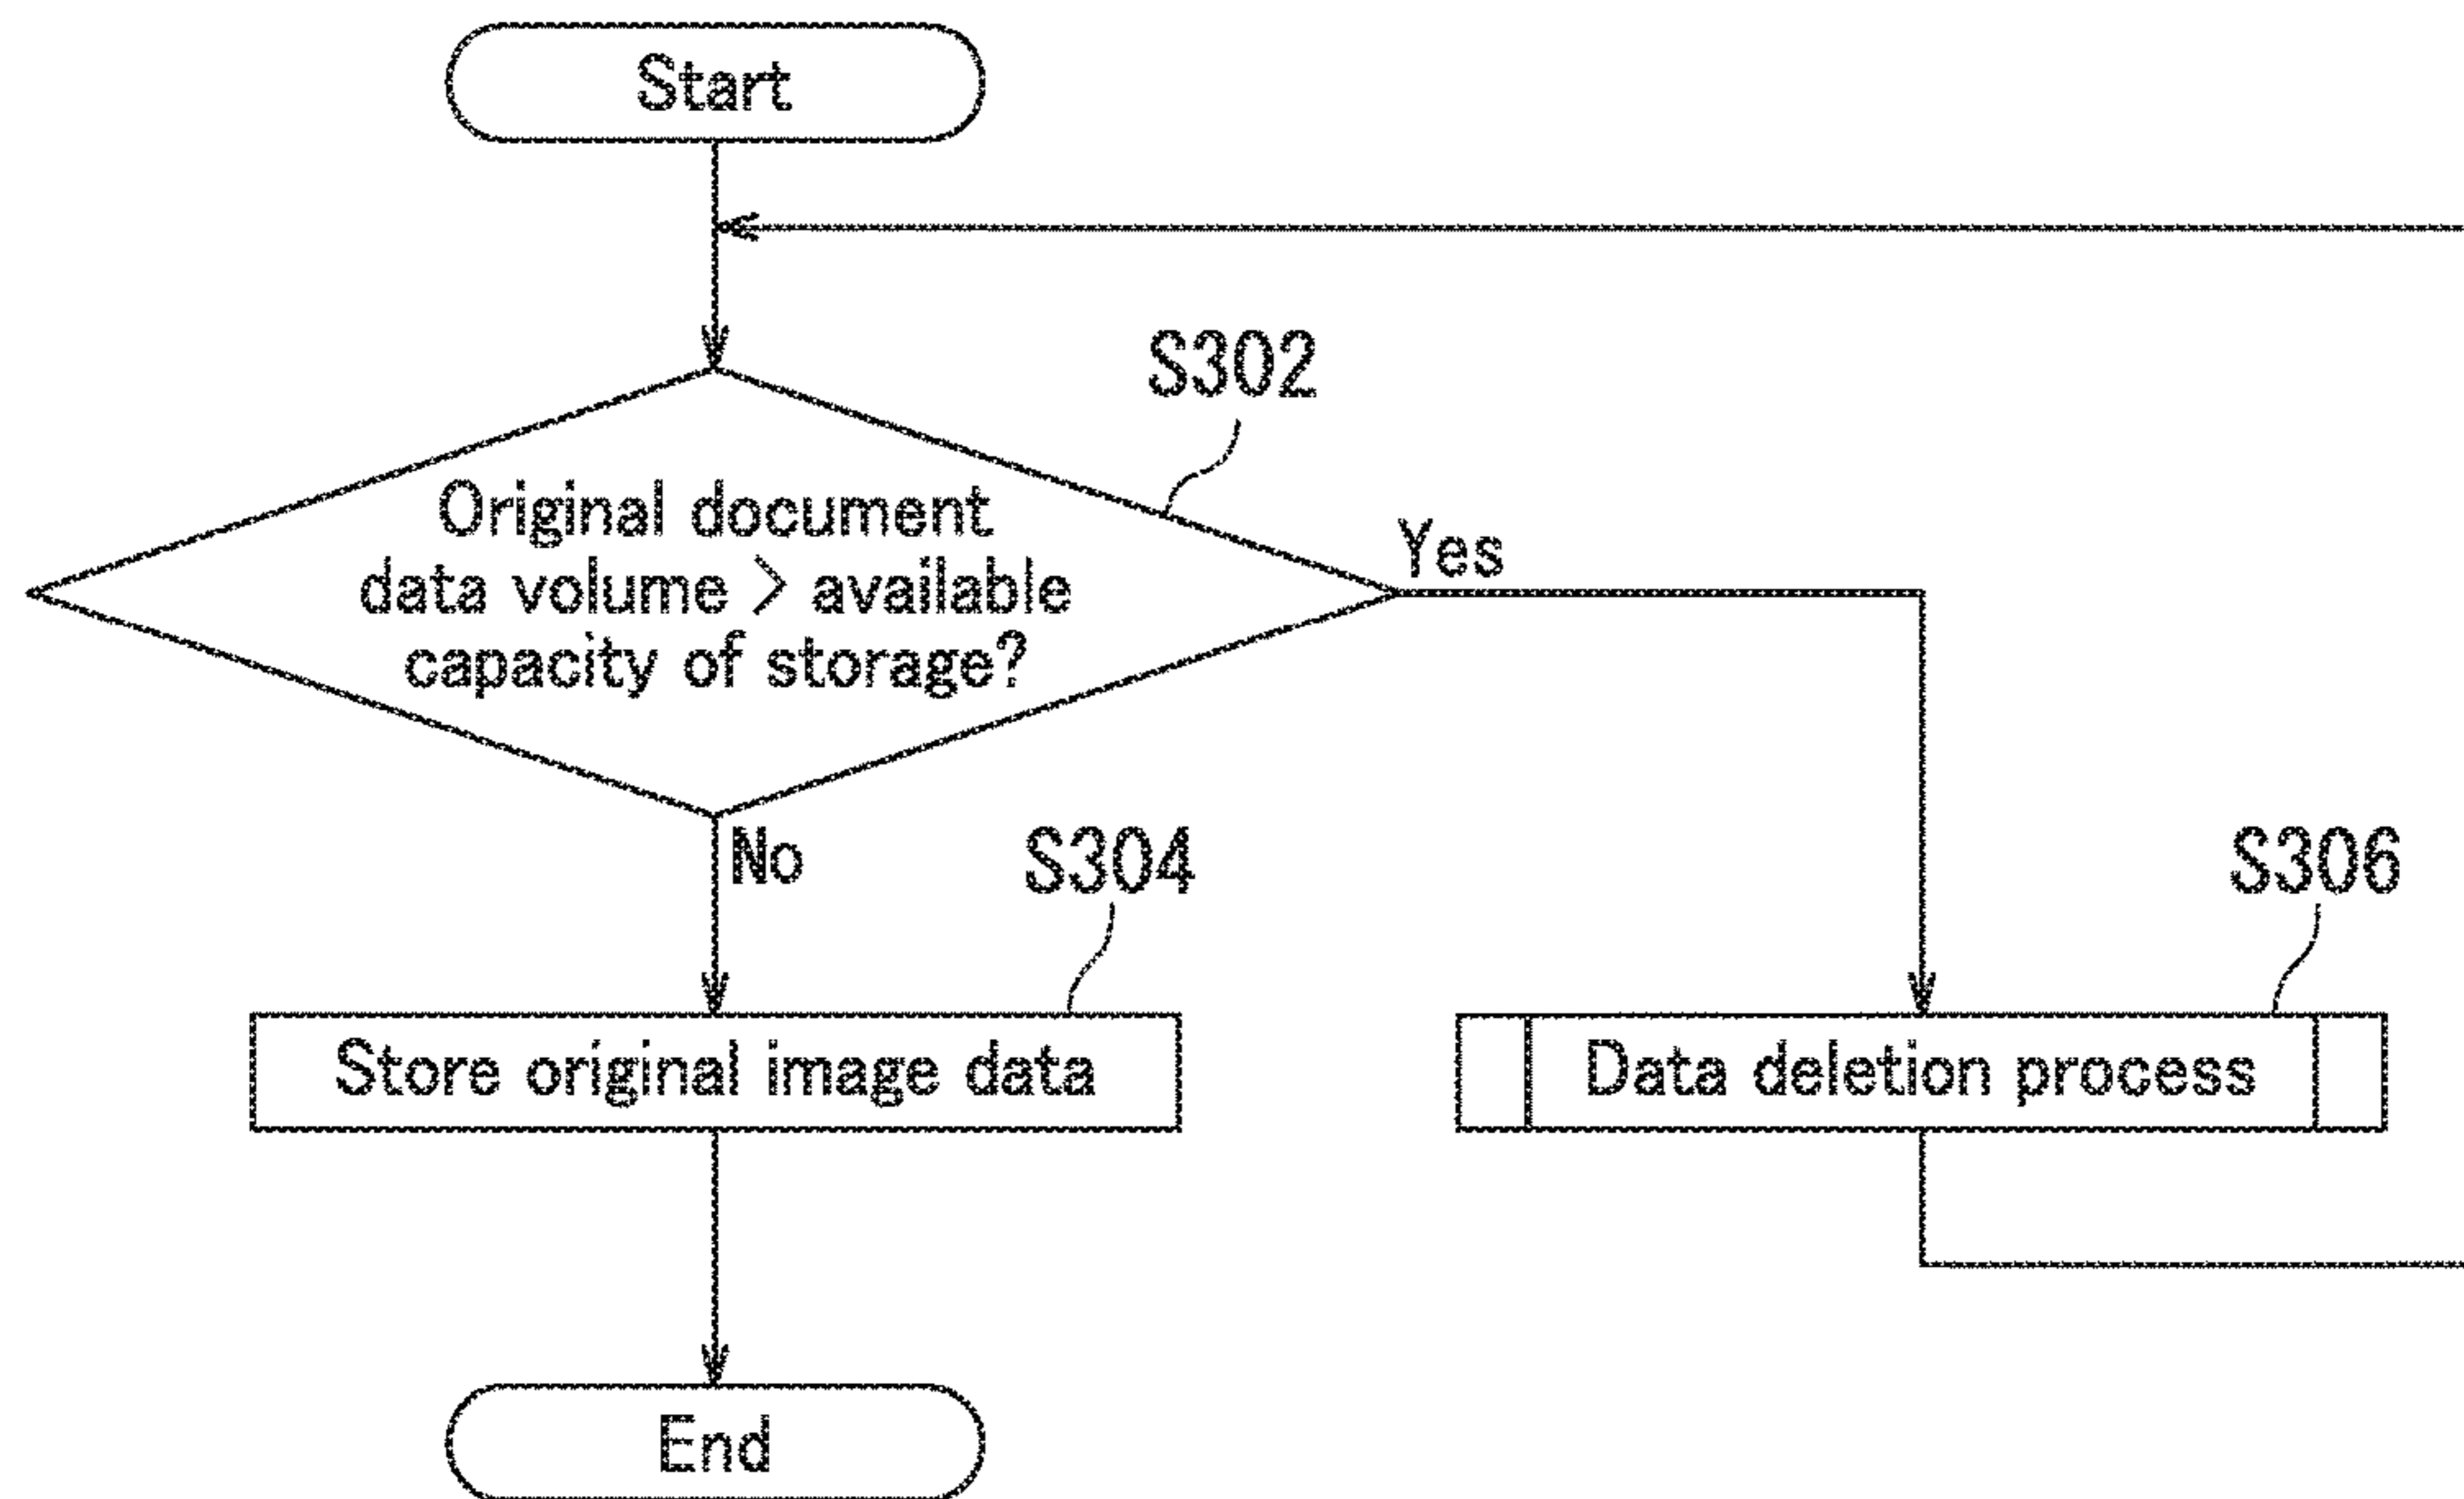 Start
S302
Original document
data volume > available
capacity of storage?
Yes
No
S304
S306
Store original image data
Data deletion process
End